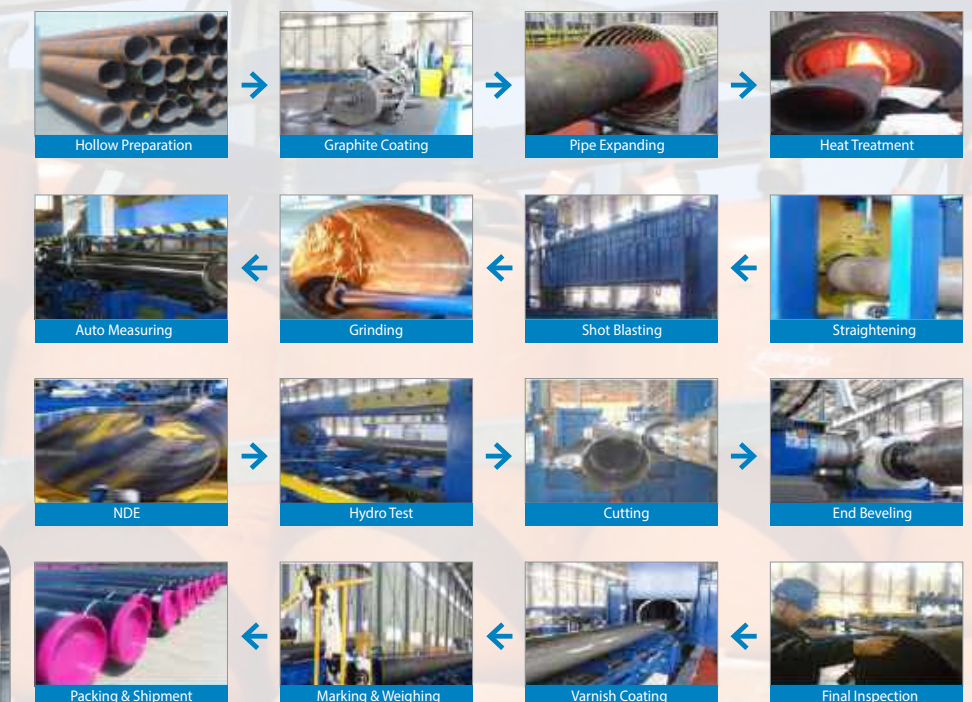 Hollow Preparation
Graphite Coating
Pipe Expanding
Heat Treatment
Auto Measuring
Grinding
Shot Blasting
Straightening
NDE
Hydro Test
Cutting
End Beveling
Packing & Shipment
Marking & Weighing
Varnish Coating
Final Inspection